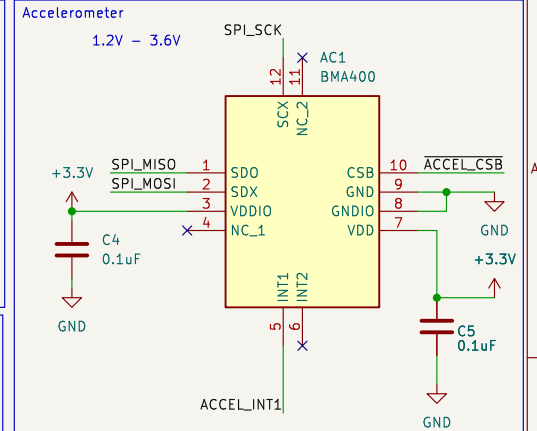 Accelerometer
1.2V - 3.6V
SPI_SCK
AC1
BMA400
12
11
SCX
NC_2
SPI_MISO
1
SDO
CSB
10
ACCEL_CSB
+3.3V
SPI_MOSI
2
SDX
GND
9
3
VDDIO
GNDIO
8
4
NC_1
VDD
7
GND
C4
0.1uF
+3.3V
INT1
INT2
5
6
GND
C5
0.1uF
ACCEL_INT1
GND
A